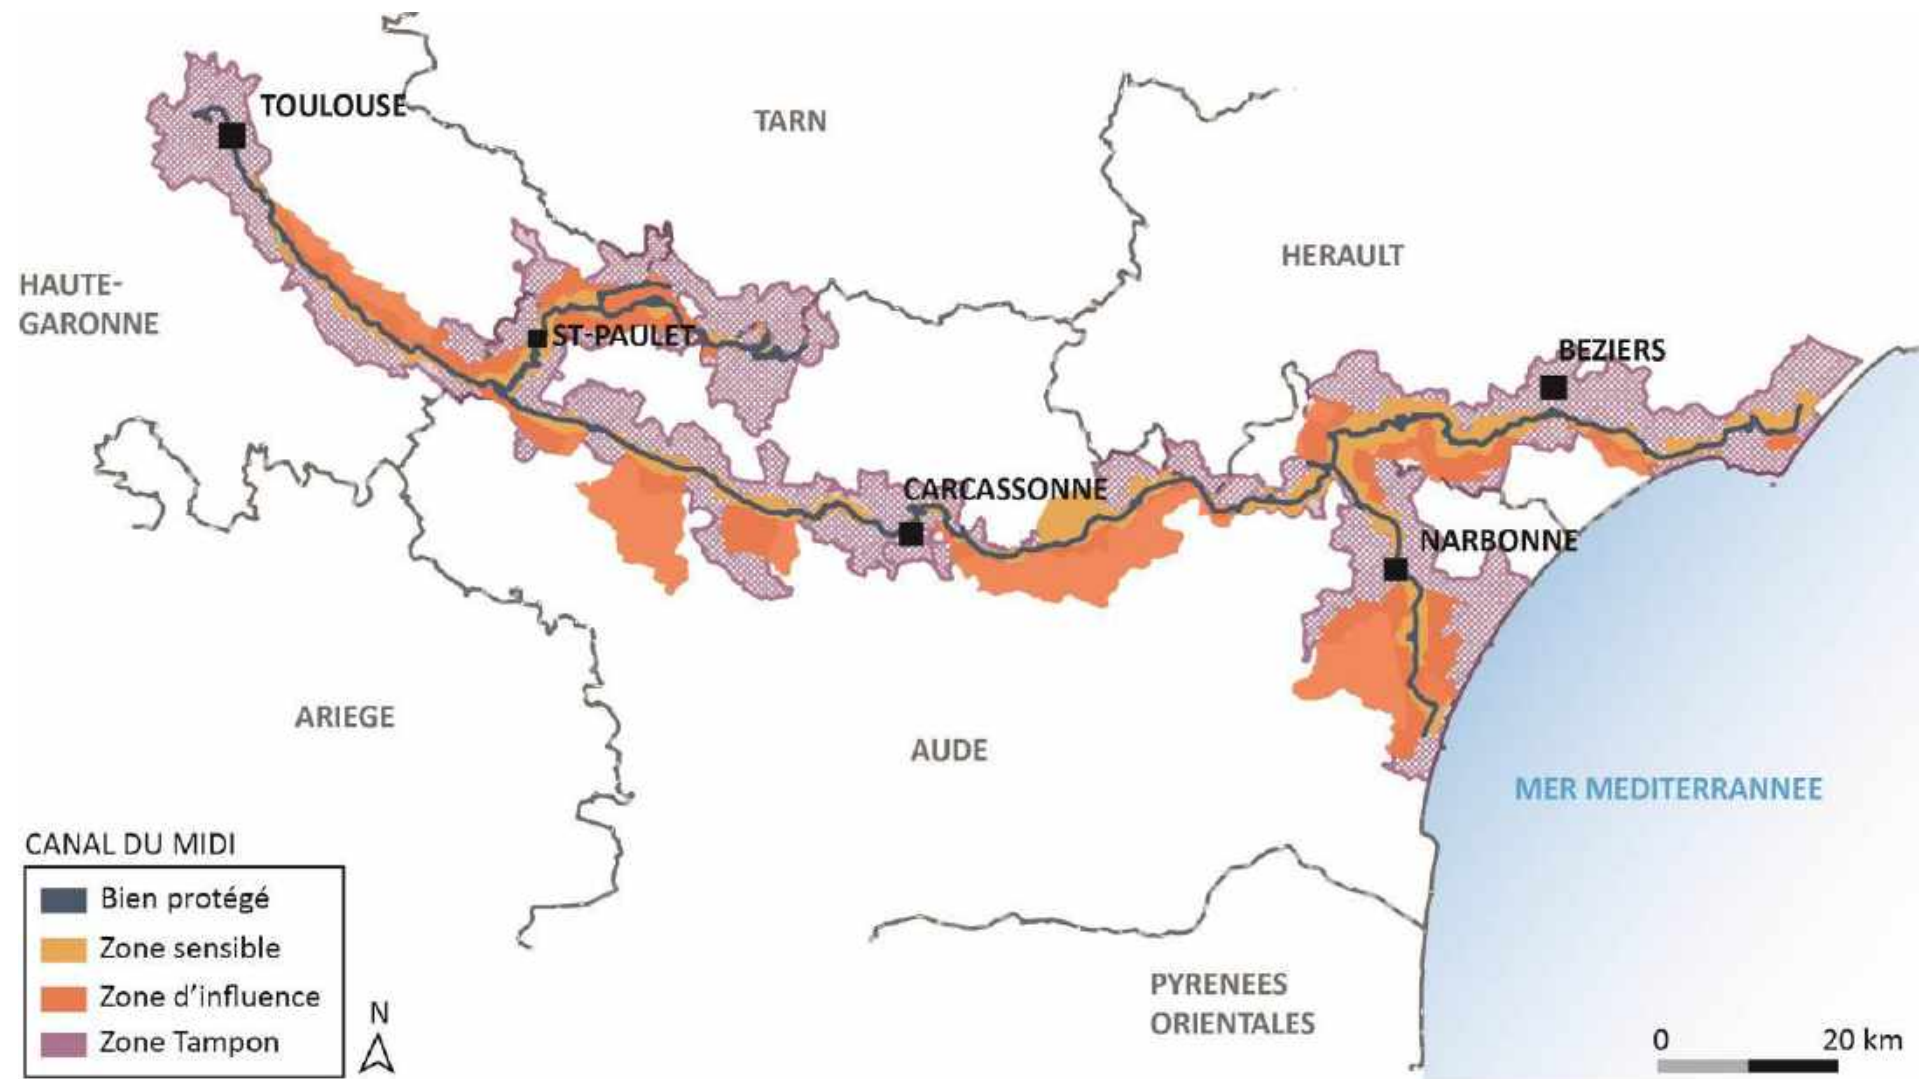 TOULOUSE
TARN
HERAULT
HAUTE-
GARONNE
ST-PAULET
BEZIERS
CARCASSONNE
NARBONNE
ARIEGE
AUDE
MER MEDITERRANNEE
CANAL DU MIDI
Bien protégé
Zone sensible
Zone d'influence
Zone Tampon
N
PYRENEES
ORIENTALES
0 20 km